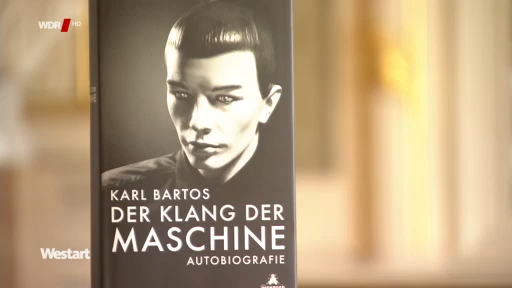 WDR HD
KARL BARTOS
DER KLANG DER
MASCHINE
AUTOBIOGRAFIE
Westart